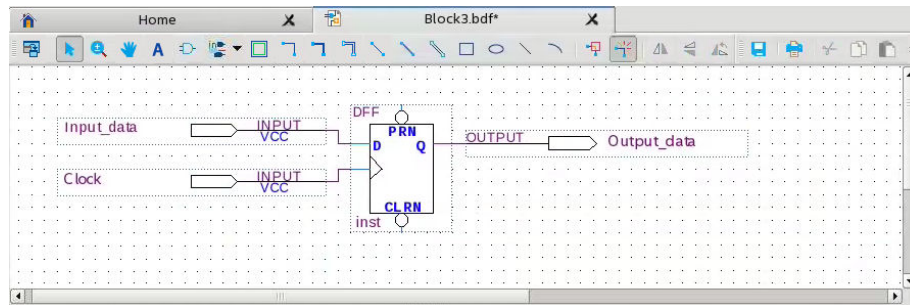 Home
Block3.bdf*
A
DFF
Input_data
INPUT
VCC
PRN
D
Q
OUTPUT
Output_data
Clock
INPUT
VCC
CLRN
inst